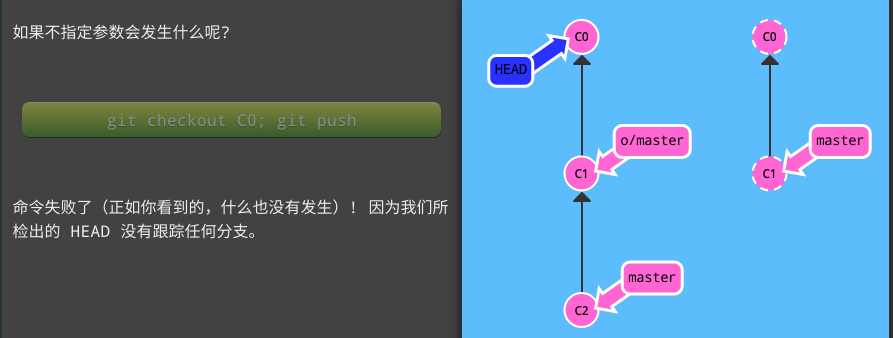 如果不指定参数会发生什么呢？
git checkout C0; git push
命令失败了（正如你看到的，什么也没有发生）！ 因为我们所
检出的 HEAD 没有跟踪任何分支。
C0
C0
HEAD
o/master
master
C1
C1
master
C2